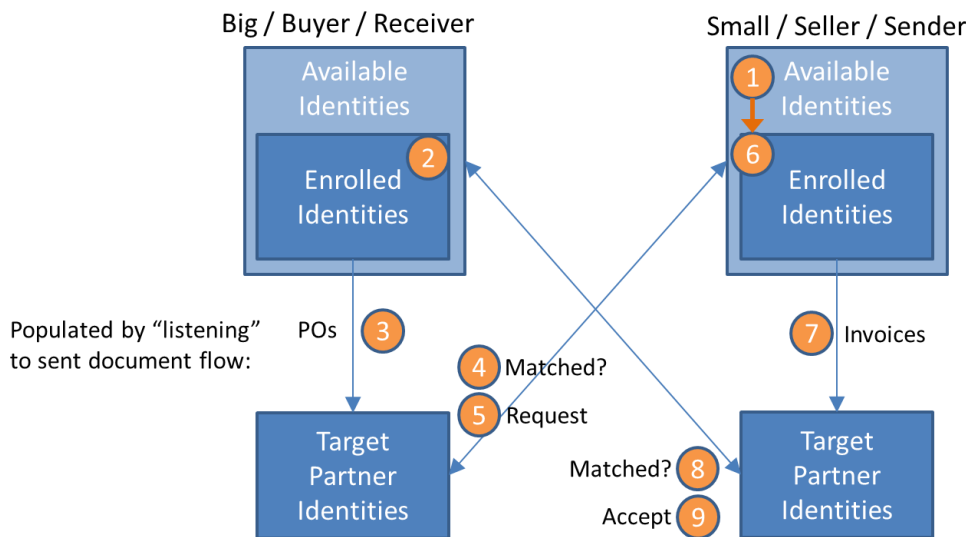 Big / Buyer / Receiver
Small / Seller / Sender
Available
Identities
2
Enrolled
Identities
1
Available
Identities
6
Enrolled
Identities
Populated by “listening”
to sent document flow:
POs 3
7 Invoices
4 Matched?
5 Request
Matched? 8
Accept 9
Target
Partner
Identities
Target
Partner
Identities